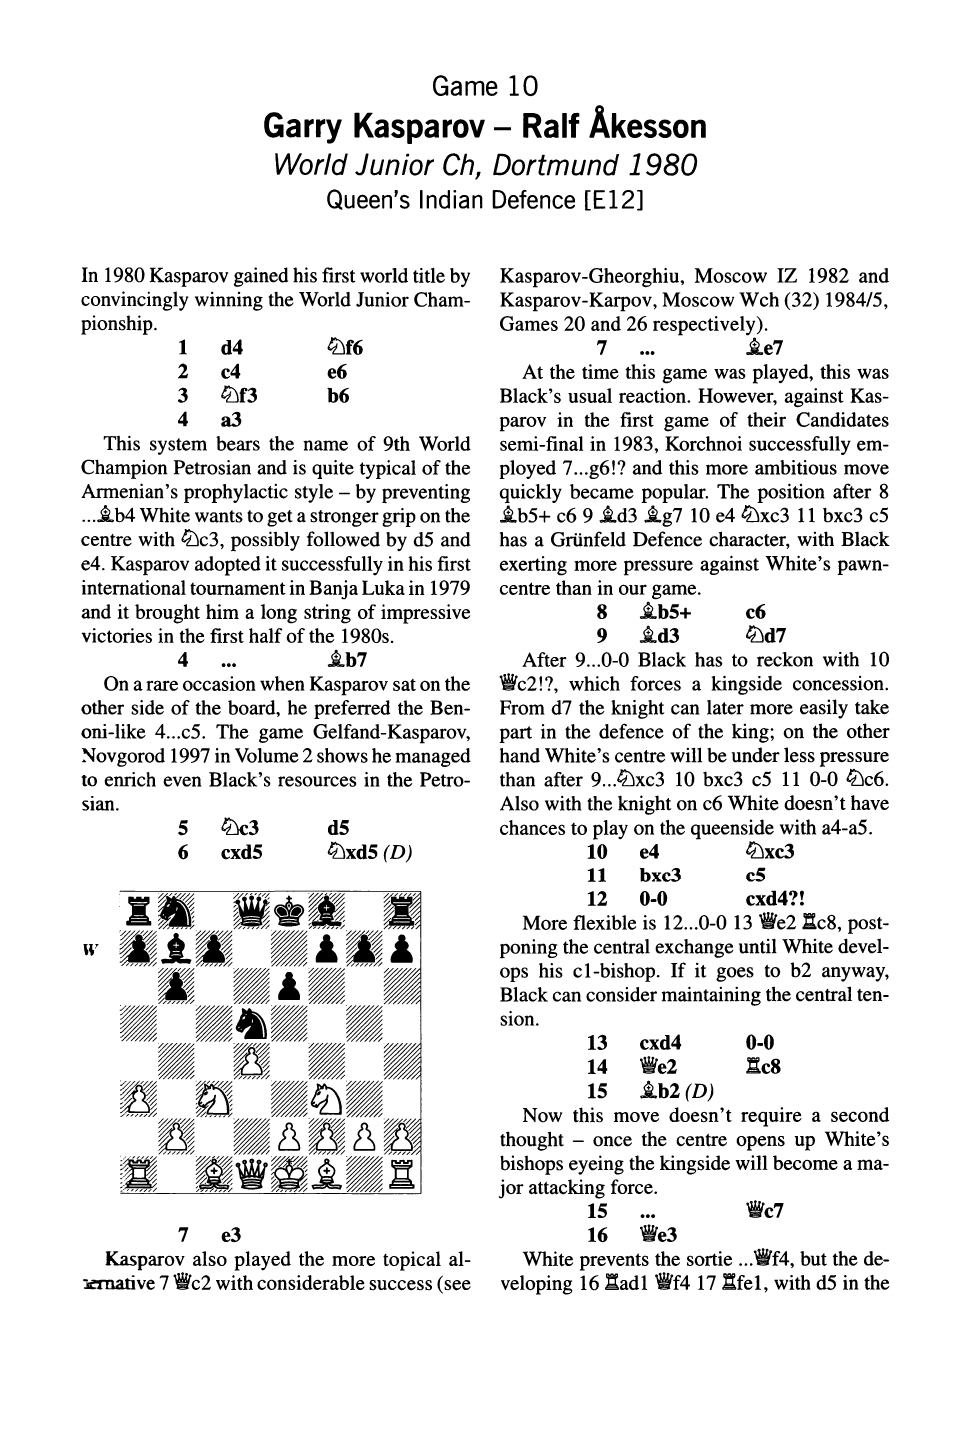 Game 10
Garry Kasparov – Ralf Åkesson
World Junior Ch, Dortmund 1980
Queen's Indian Defence [E12]
In 1980 Kasparov gained his first world title by
convincingly winning the World Junior Cham-
pionship.
1 d4 ♘f6
2 c4 e6
3 ♘f3 b6
4 a3
This system bears the name of 9th World
Champion Petrosian and is quite typical of the
Armenian's prophylactic style – by preventing
...♗b4 White wants to get a stronger grip on the
centre with ♘c3, possibly followed by d5 and
e4. Kasparov adopted it successfully in his first
international tournament in Banja Luka in 1979
and it brought him a long string of impressive
victories in the first half of the 1980s.
4 ... ♗b7
On a rare occasion when Kasparov sat on the
other side of the board, he preferred the Ben-
oni-like 4...c5. The game Gelfand-Kasparov,
Novgorod 1997 in Volume 2 shows he managed
to enrich even Black's resources in the Petro-
sian.
5 ♘c3 d5
6 cxd5 ♘xd5 (D)
W
7 e3
Kasparov also played the more topical al-
ternative 7 ♕c2 with considerable success (see
Kasparov-Gheorghiu, Moscow IZ 1982 and
Kasparov-Karpov, Moscow Wch (32) 1984/5,
Games 20 and 26 respectively).
7 ... ♗e7
At the time this game was played, this was
Black's usual reaction. However, against Kas-
parov in the first game of their Candidates
semi-final in 1983, Korchnoi successfully em-
ployed 7...g6!? and this more ambitious move
quickly became popular. The position after 8
♗b5+ c6 9 ♗d3 ♗g7 10 e4 ♘xc3 11 bxc3 c5
has a Grünfeld Defence character, with Black
exerting more pressure against White's pawn-
centre than in our game.
8 ♗b5+ c6
9 ♗d3 ♘d7
After 9...0-0 Black has to reckon with 10
♕c2!?, which forces a kingside concession.
From d7 the knight can later more easily take
part in the defence of the king; on the other
hand White's centre will be under less pressure
than after 9...♘xc3 10 bxc3 c5 11 0-0 ♘c6.
Also with the knight on c6 White doesn't have
chances to play on the queenside with a4-a5.
10 e4 ♘xc3
11 bxc3 c5
12 0-0 cxd4?!
More flexible is 12...0-0 13 ♕e2 ♖c8, post-
poning the central exchange until White devel-
ops his c1-bishop. If it goes to b2 anyway,
Black can consider maintaining the central ten-
sion.
13 cxd4 0-0
14 ♕e2 ♖c8
15 ♗b2 (D)
Now this move doesn't require a second
thought – once the centre opens up White's
bishops eyeing the kingside will become a ma-
jor attacking force.
15 ... ♕c7
16 ♕e3
White prevents the sortie ...♕f4, but the de-
veloping 16 ♖ad1 ♕f4 17 ♖fe1, with d5 in the